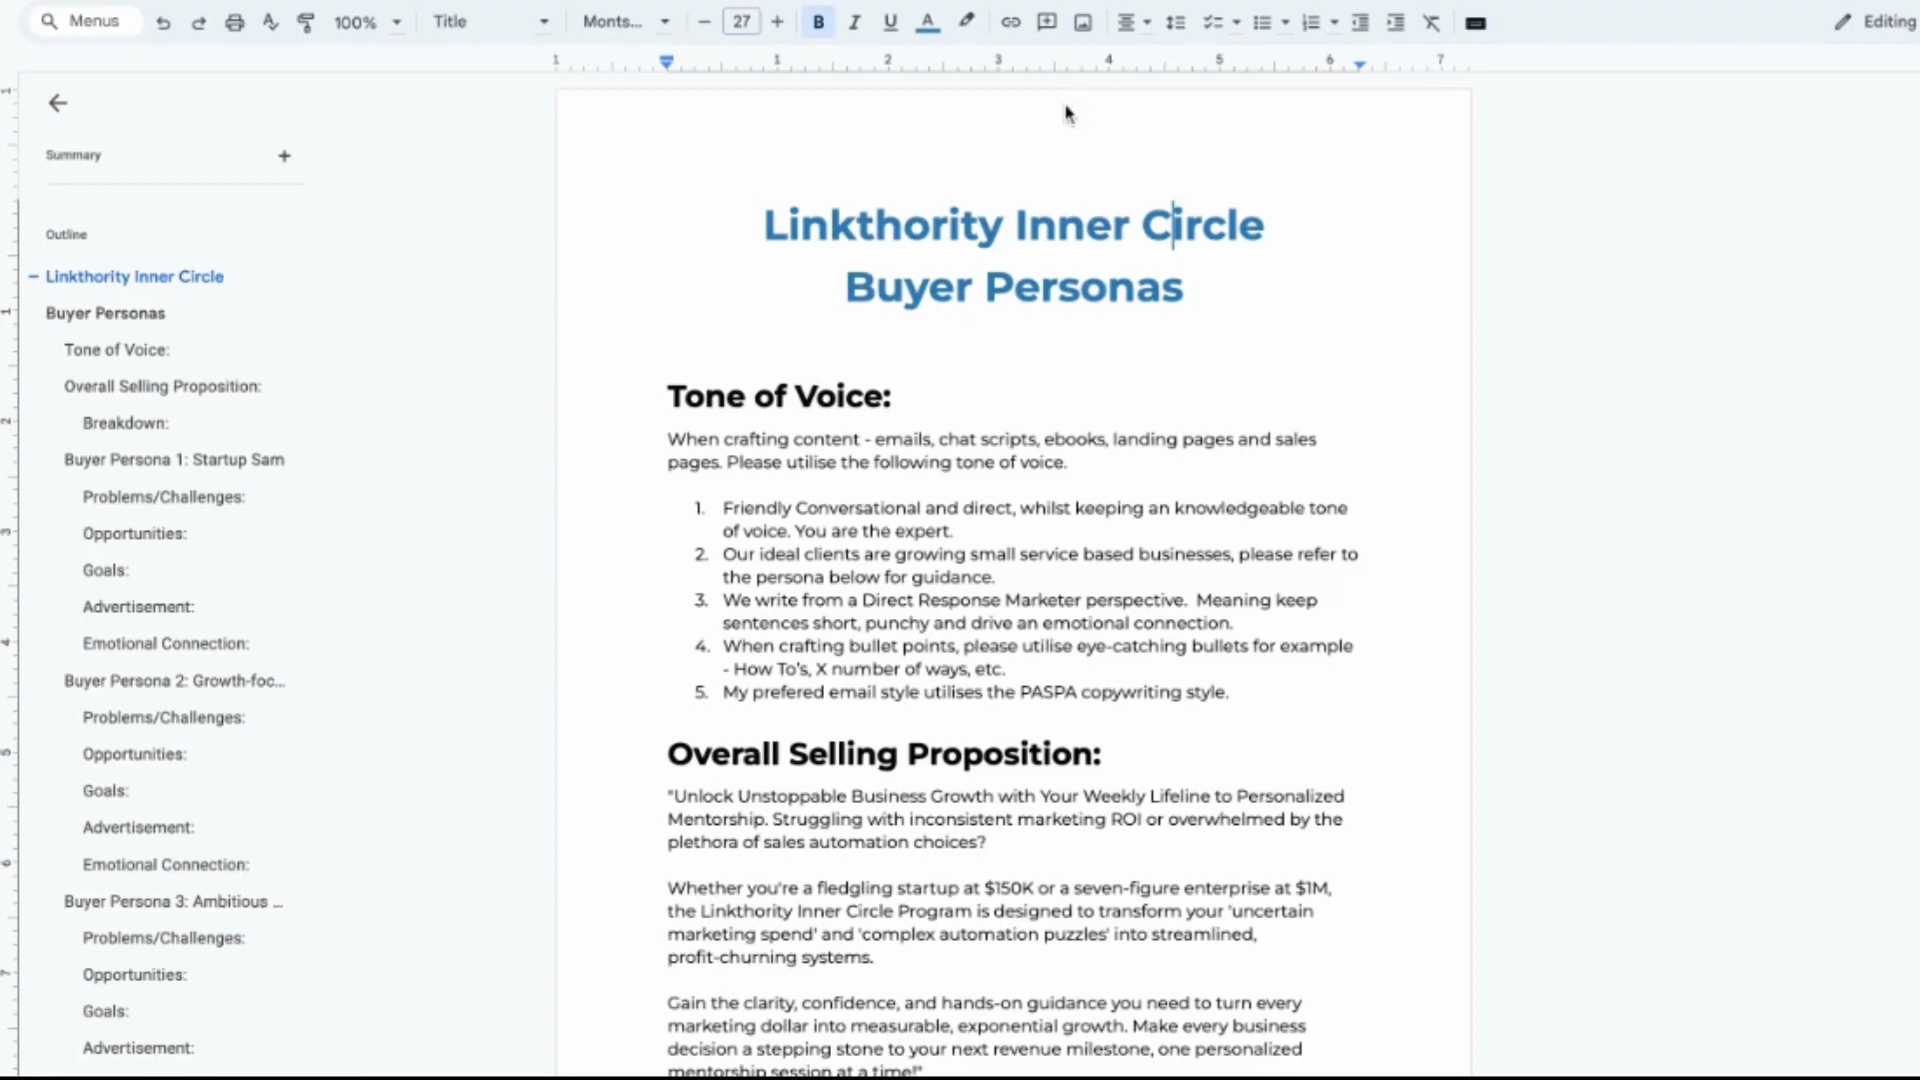 Menus
100%
Title
Monts...
27
B
I
U
A
Editing
1
1
2
3
4
5
6
7
Summary
Outline
Linkthority Inner Circle
Buyer Personas
Tone of Voice:
Overall Selling Proposition:
Breakdown:
Buyer Persona 1: Startup Sam
Problems/Challenges:
Opportunities:
Goals:
Advertisement:
Emotional Connection:
Buyer Persona 2: Growth-foc...
Problems/Challenges:
Opportunities:
Goals:
Advertisement:
Emotional Connection:
Buyer Persona 3: Ambitious ...
Problems/Challenges:
Opportunities:
Goals:
Advertisement:
Linkthority Inner Circle
Buyer Personas
Tone of Voice:
When crafting content - emails, chat scripts, ebooks, landing pages and sales
pages. Please utilise the following tone of voice.
1. Friendly Conversational and direct, whilst keeping an knowledgeable tone
of voice. You are the expert.
2. Our ideal clients are growing small service based businesses, please refer to
the persona below for guidance.
3. We write from a Direct Response Marketer perspective. Meaning keep
sentences short, punchy and drive an emotional connection.
4. When crafting bullet points, please utilise eye-catching bullets for example
- How To's, X number of ways, etc.
5. My prefered email style utilises the PASPA copywriting style.
Overall Selling Proposition:
"Unlock Unstoppable Business Growth with Your Weekly Lifeline to Personalized
Mentorship. Struggling with inconsistent marketing ROI or overwhelmed by the
plethora of sales automation choices?
Whether you're a fledgling startup at $150K or a seven-figure enterprise at $1M,
the Linkthority Inner Circle Program is designed to transform your 'uncertain
marketing spend' and 'complex automation puzzles' into streamlined,
profit-churning systems.
Gain the clarity, confidence, and hands-on guidance you need to turn every
marketing dollar into measurable, exponential growth. Make every business
decision a stepping stone to your next revenue milestone, one personalized
mentorship session at a time!"